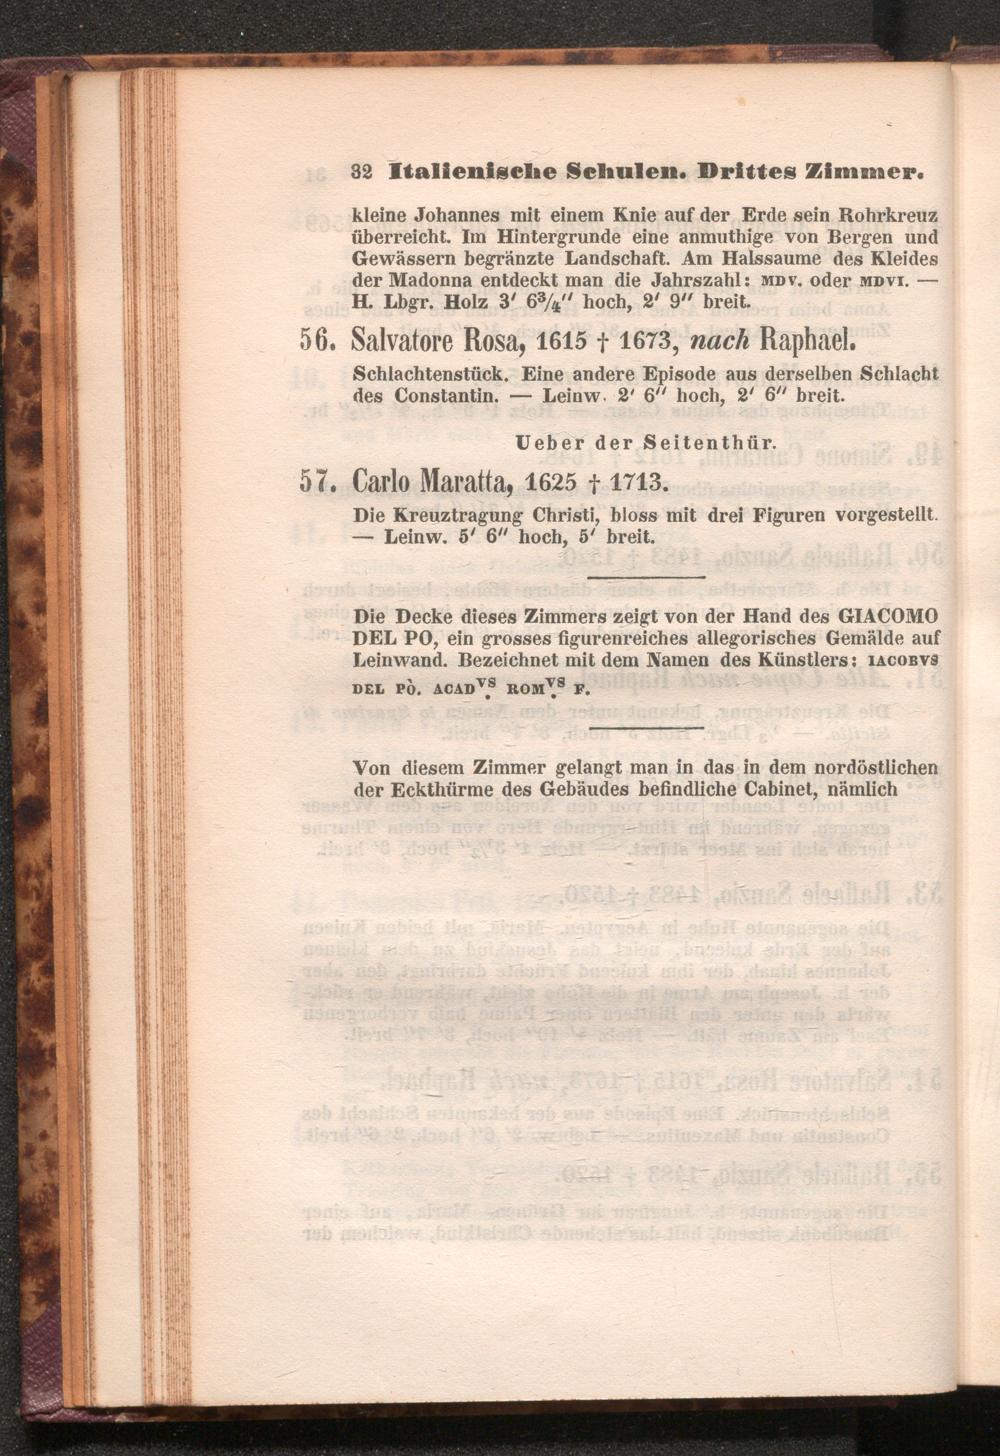 32 Italienische Schulen. Drittes Zimmer.
kleine Johannes mit einem Knie auf der Erde sein Rohrkreuz
überreicht. Im Hintergrunde eine anmuthige von Bergen und
Gewässern begränzte Landschaft. Am Halssaume des Kleides
der Madonna entdeckt man die Jahrszahl: MDV. oder MDVI. —
H. Lbgr. Holz 3' 6¾'' hoch, 2' 9'' breit.
56. Salvatore Rosa, 1615 † 1673, nach Raphael.
Schlachtenstück. Eine andere Episode aus derselben Schlacht
des Constantin. — Leinw. 2' 6'' hoch, 2' 6'' breit.
Ueber der Seitenthür.
57. Carlo Maratta, 1625 † 1713.
Die Kreuztragung Christi, bloss mit drei Figuren vorgestellt.
— Leinw. 5' 6'' hoch, 5' breit.
Die Decke dieses Zimmers zeigt von der Hand des GIACOMO
DEL PO, ein grosses figurenreiches allegorisches Gemälde auf
Leinwand. Bezeichnet mit dem Namen des Künstlers: IACOBVS
DEL PÒ. ACADVS. ROMVS. F.
Von diesem Zimmer gelangt man in das in dem nordöstlichen
der Eckthürme des Gebäudes befindliche Cabinet, nämlich